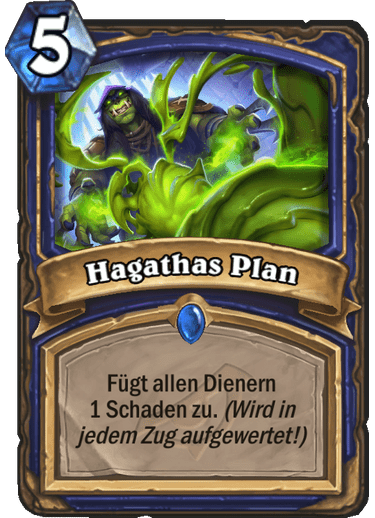 5
Hagathas Plan
Fügt allen Dienern
1 Schaden zu. (Wird in
jedem Zug aufgewertet!)